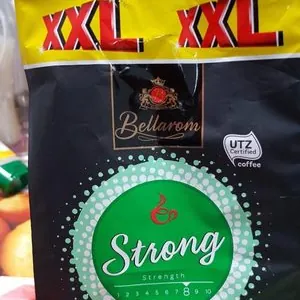 XXL XXL
Bellarom
UTZ
Certified
coffee
Strong
Strength
1 2 3 4 5 6 7 8 9 10